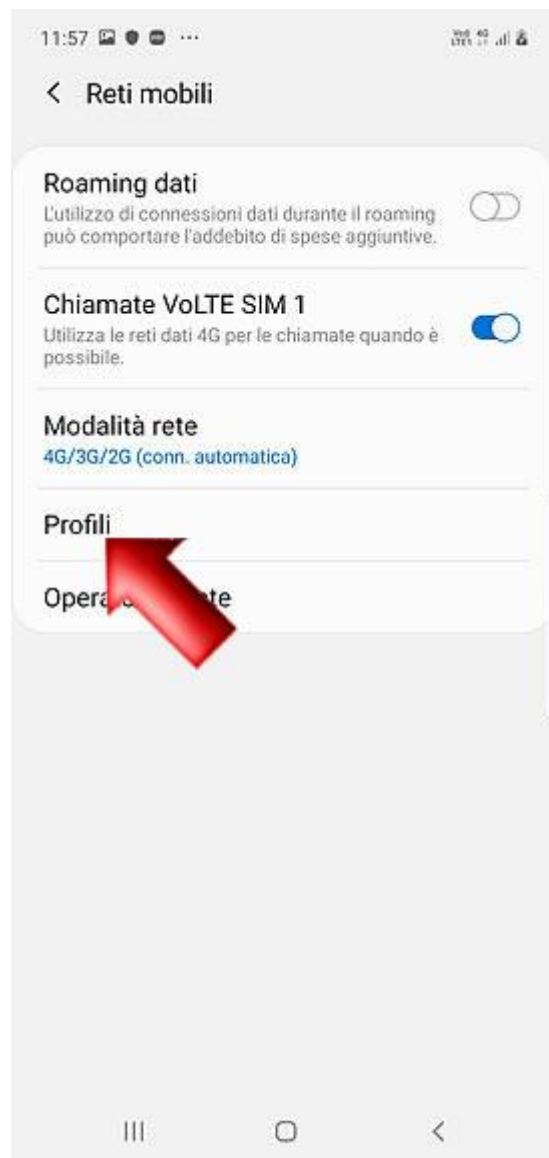 11:57
Reti mobili
Roaming dati
L'utilizzo di connessioni dati durante il roaming
può comportare l'addebito di spese aggiuntive.
Chiamate VoLTE SIM 1
Utilizza le reti dati 4G per le chiamate quando è
possibile.
Modalità rete
4G/3G/2G (conn. automatica)
Profili